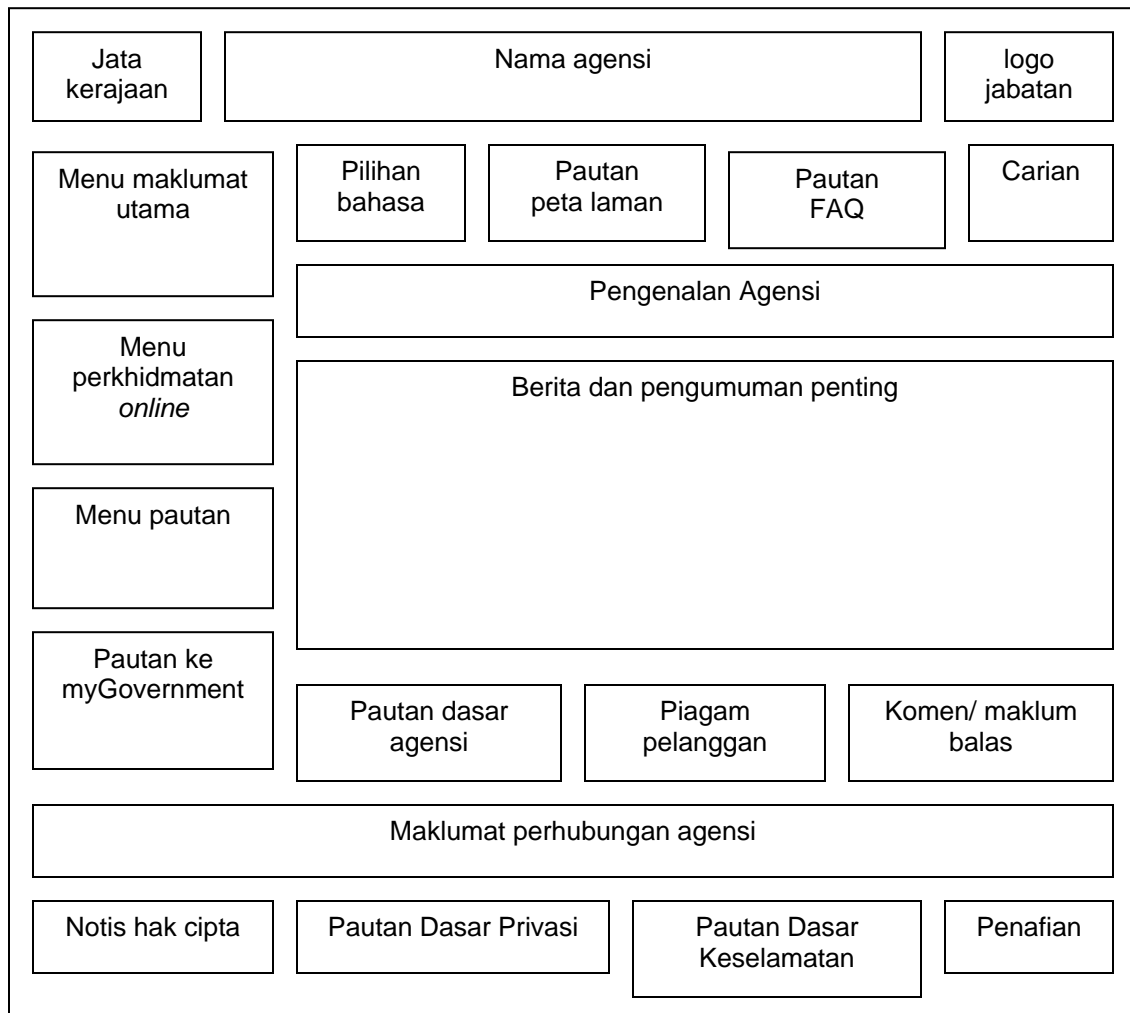 Jata
kerajaan
Nama agensi
logo
jabatan
Menu maklumat
utama
Pilihan
bahasa
Pautan
peta laman
Pautan
FAQ
Carian
Pengenalan Agensi
Menu
perkhidmatan
online
Berita dan pengumuman penting
Menu pautan
Pautan ke
myGovernment
Pautan dasar
agensi
Piagam
pelanggan
Komen/ maklum
balas
Maklumat perhubungan agensi
Notis hak cipta
Pautan Dasar Privasi
Pautan Dasar
Keselamatan
Penafian